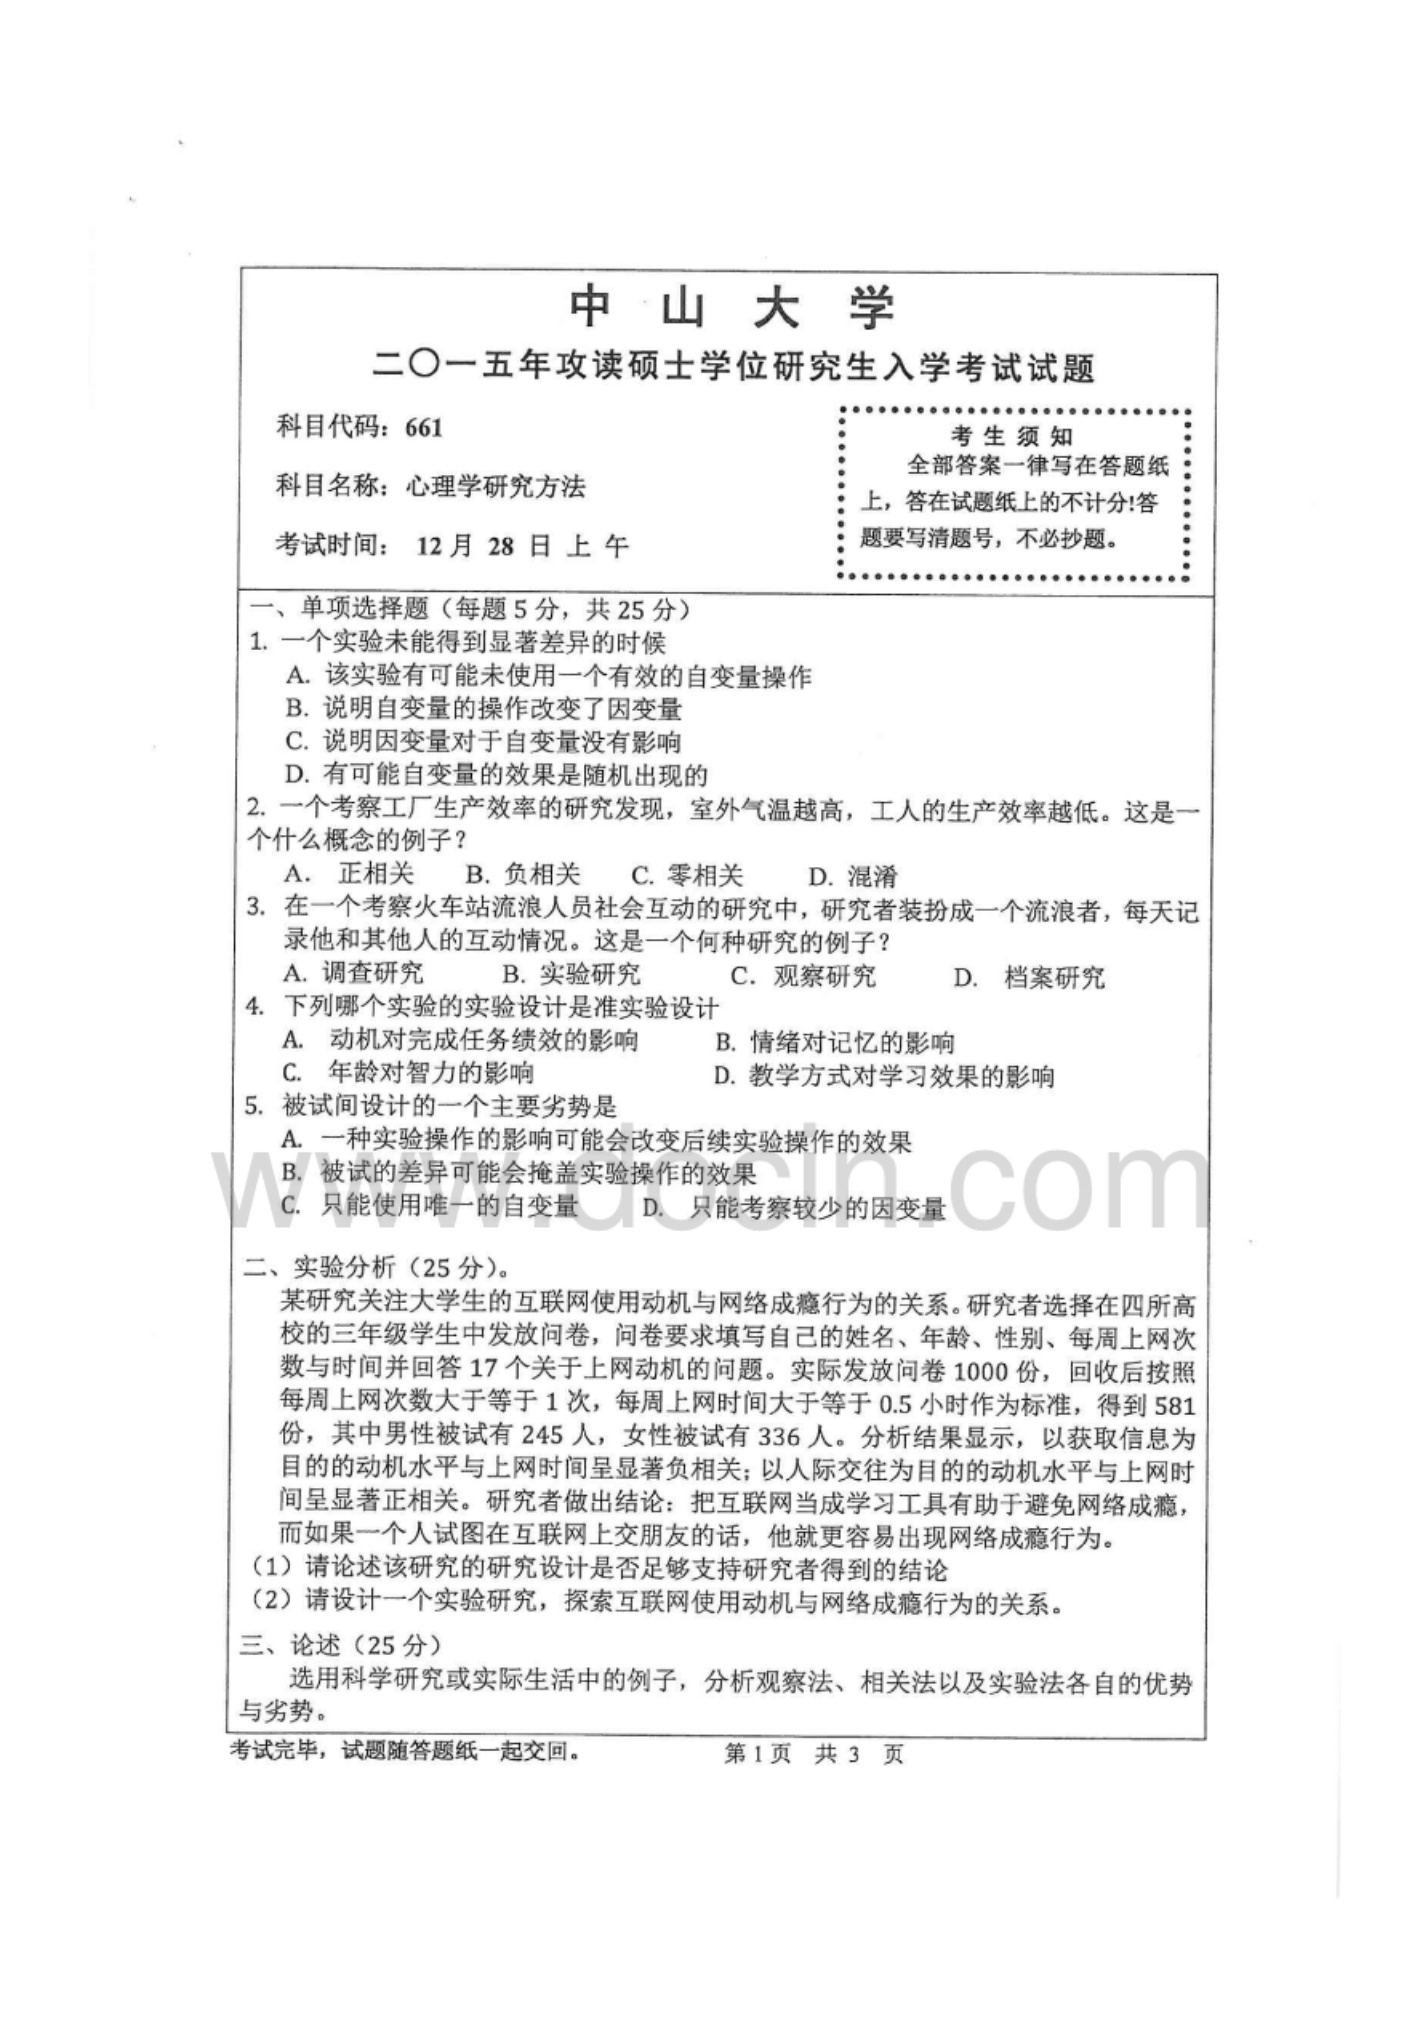 中 山 大 学
二〇一五年攻读硕士学位研究生入学考试试题
科目代码：661
科目名称：心理学研究方法
考试时间： 12 月 28 日 上 午
考 生 须 知
全部答案一律写在答题纸
上，答在试题纸上的不计分!答
题要写清题号，不必抄题。
一、单项选择题（每题 5 分，共 25 分）
1. 一个实验未能得到显著差异的时候
A. 该实验有可能未使用一个有效的自变量操作
B. 说明自变量的操作改变了因变量
C. 说明因变量对于自变量没有影响
D. 有可能自变量的效果是随机出现的
2. 一个考察工厂生产效率的研究发现，室外气温越高，工人的生产效率越低。这是一
个什么概念的例子？
A. 正相关 B. 负相关 C. 零相关 D. 混淆
3. 在一个考察火车站流浪人员社会互动的研究中，研究者装扮成一个流浪者，每天记
录他和其他人的互动情况。这是一个何种研究的例子？
A. 调查研究 B. 实验研究 C. 观察研究 D. 档案研究
4. 下列哪个实验的实验设计是准实验设计
A. 动机对完成任务绩效的影响 B. 情绪对记忆的影响
C. 年龄对智力的影响 D. 教学方式对学习效果的影响
5. 被试间设计的一个主要劣势是
A. 一种实验操作的影响可能会改变后续实验操作的效果
B. 被试的差异可能会掩盖实验操作的效果
C. 只能使用唯一的自变量 D. 只能考察较少的因变量
www.docin.com
二、实验分析（25 分）。
某研究关注大学生的互联网使用动机与网络成瘾行为的关系。研究者选择在四所高
校的三年级学生中发放问卷，问卷要求填写自己的姓名、年龄、性别、每周上网次
数与时间并回答 17 个关于上网动机的问题。实际发放问卷 1000 份，回收后按照
每周上网次数大于等于 1 次，每周上网时间大于等于 0.5 小时作为标准，得到 581
份，其中男性被试有 245 人，女性被试有 336 人。分析结果显示，以获取信息为
目的的动机水平与上网时间呈显著负相关；以人际交往为目的的动机水平与上网时
间呈显著正相关。研究者做出结论：把互联网当成学习工具有助于避免网络成瘾，
而如果一个人试图在互联网上交朋友的话，他就更容易出现网络成瘾行为。
（1）请论述该研究的研究设计是否足够支持研究者得到的结论
（2）请设计一个实验研究，探索互联网使用动机与网络成瘾行为的关系。
三、论述（25 分）
选用科学研究或实际生活中的例子，分析观察法、相关法以及实验法各自的优势
与劣势。
考试完毕，试题随答题纸一起交回。 第 1 页 共 3 页